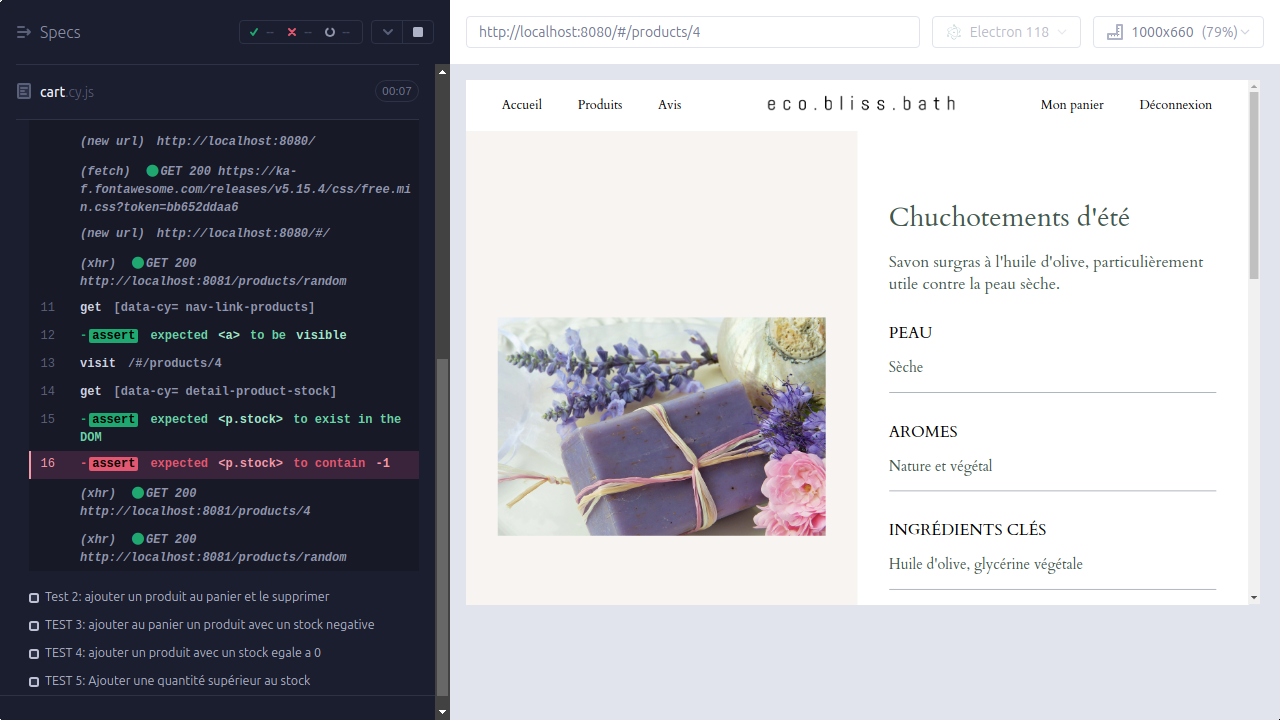 Specs
--
--
--
cart.cy.js
00:07
(new url) http://localhost:8080/
(fetch) GET 200 https://ka-
f.fontawesome.com/releases/v5.15.4/css/free.mi
n.css?token=bb652ddaa6
(new url) http://localhost:8080/#/
(xhr) GET 200
http://localhost:8081/products/random
11 get [data-cy= nav-link-products]
12 -assert expected <a> to be visible
13 visit /#/products/4
14 get [data-cy= detail-product-stock]
15 -assert expected <p.stock> to exist in the
DOM
16 -assert expected <p.stock> to contain -1
(xhr) GET 200
http://localhost:8081/products/4
(xhr) GET 200
http://localhost:8081/products/random
Test 2: ajouter un produit au panier et le supprimer
TEST 3: ajouter au panier un produit avec un stock negative
TEST 4: ajouter un produit avec un stock egale a 0
TEST 5: Ajouter une quantité supérieur au stock
http://localhost:8080/#/products/4
Electron 118
1000x660 (79%)
Accueil
Produits
Avis
eco.bliss.bath
Mon panier
Déconnexion
Chuchotements d'été
Savon surgras à l'huile d'olive, particulièrement
utile contre la peau sèche.
PEAU
Sèche
AROMES
Nature et végétal
INGRÉDIENTS CLÉS
Huile d'olive, glycérine végétale